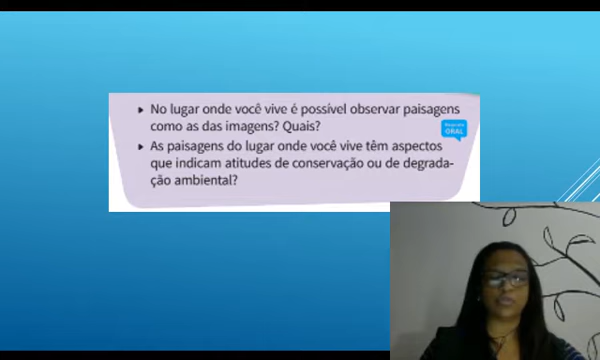 ▸ No lugar onde você vive é possível observar paisagens
como as das imagens? Quais?
ORAL
▸ As paisagens do lugar onde você vive têm aspectos
que indicam atitudes de conservação ou de degrada-
ção ambiental?